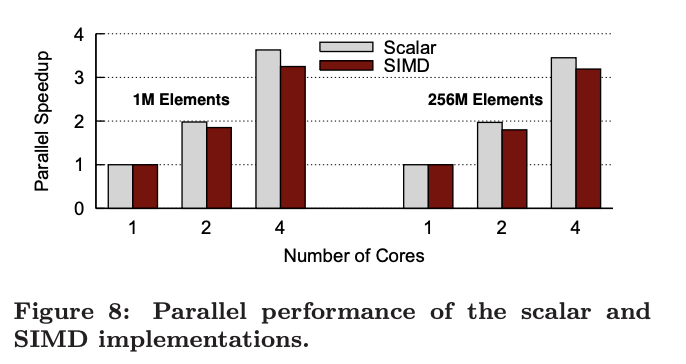 4
3
2
1
0
Parallel Speedup
Scalar
SIMD
1M Elements
256M Elements
1 2 4 1 2 4
Number of Cores
Figure 8: Parallel performance of the scalar and
SIMD implementations.